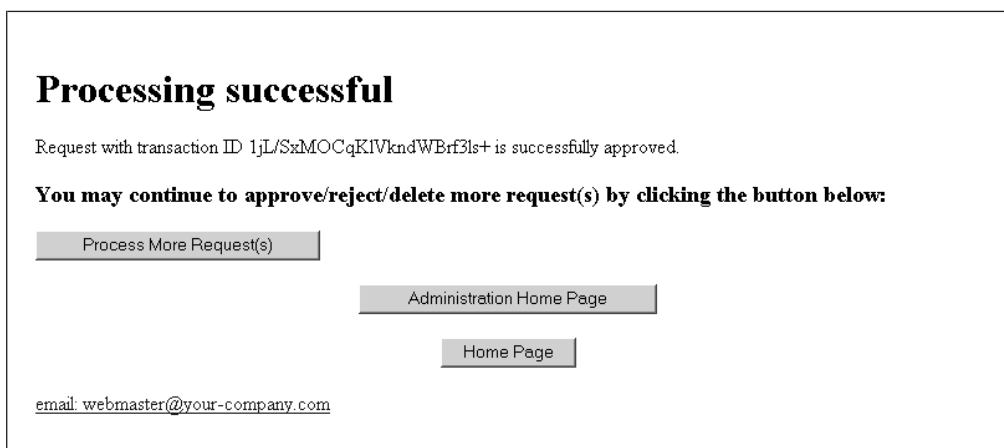 Processing successful
Request with transaction ID 1jL/SxMOCqKlVkndWBrf3ls+ is successfully approved.
You may continue to approve/reject/delete more request(s) by clicking the button below:
Process More Request(s)
Administration Home Page
Home Page
email: webmaster@your-company.com